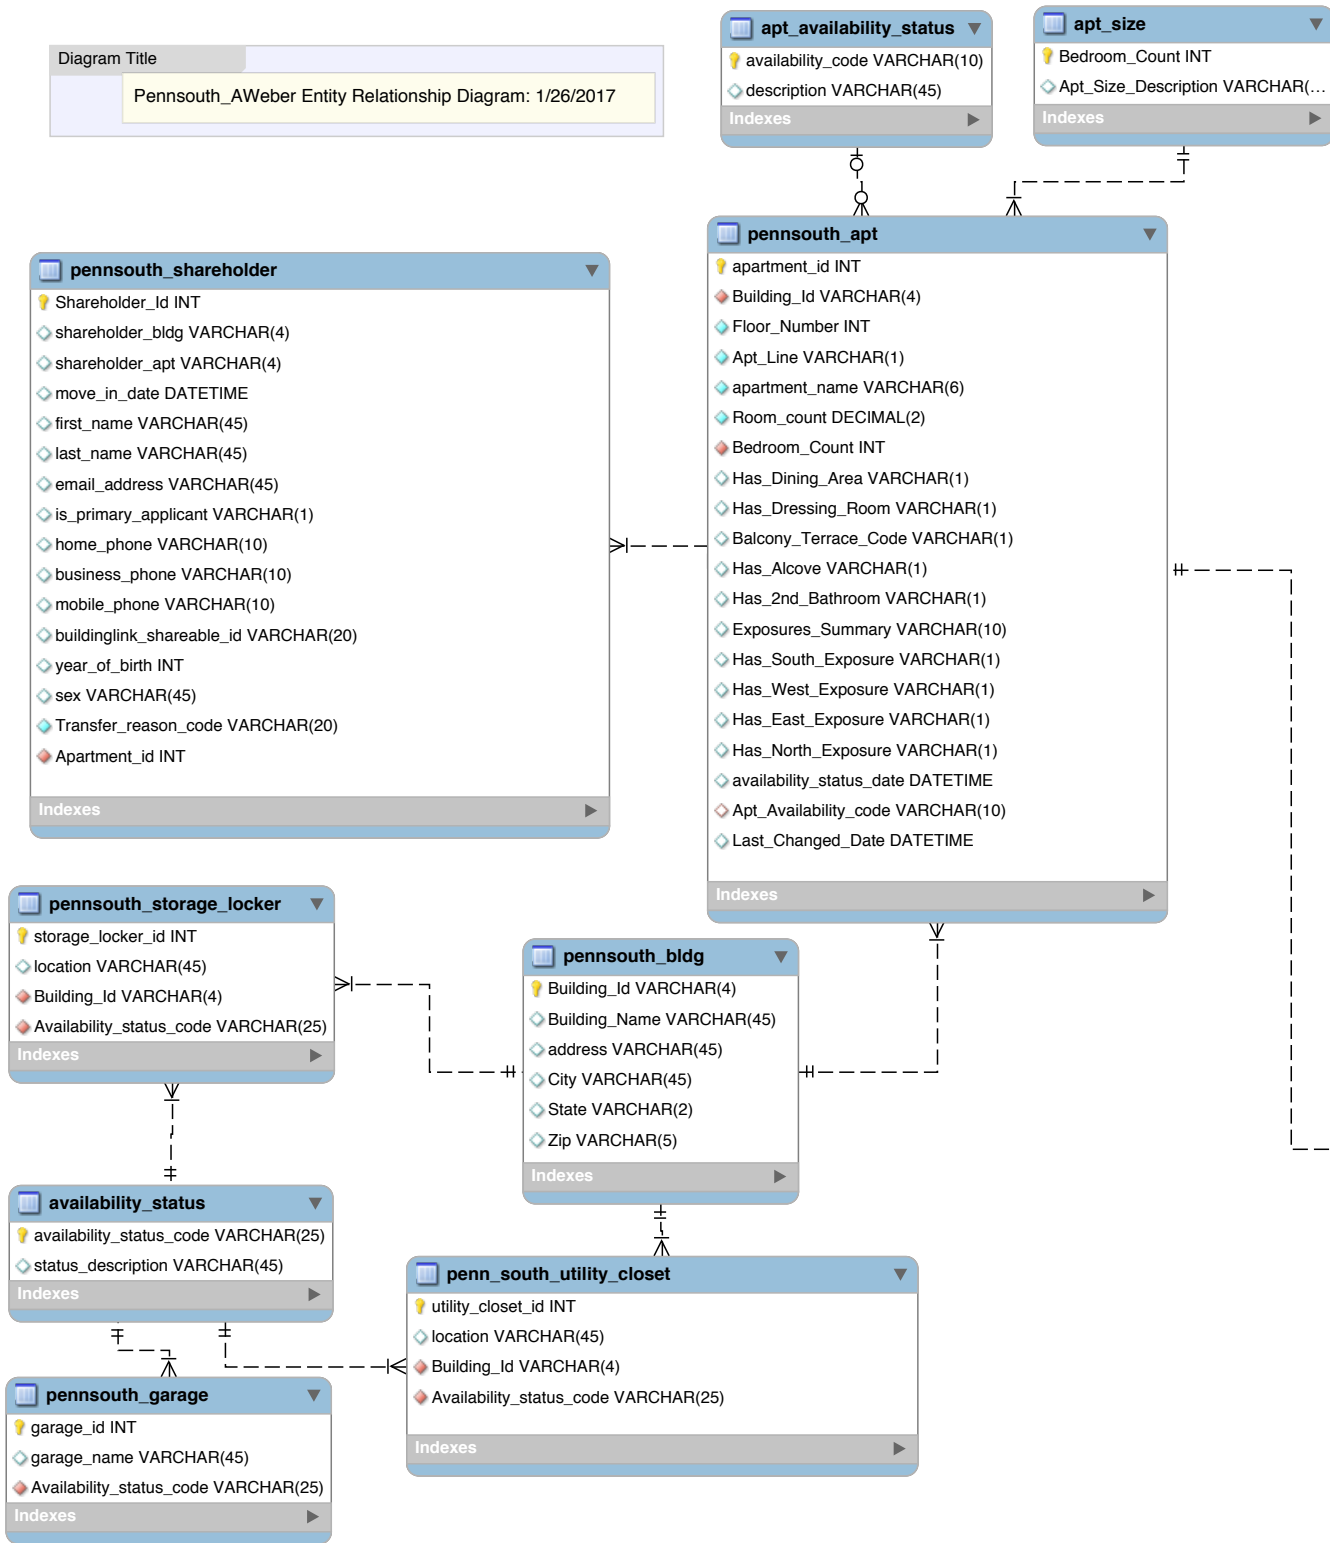 Diagram Title
Pennsouth_AWeber Entity Relationship Diagram: 1/26/2017
apt_availability_status
availability_code VARCHAR(10)
description VARCHAR(45)
Indexes
apt_size
Bedroom_Count INT
Apt_Size_Description VARCHAR(...
Indexes
pennsouth_shareholder
Shareholder_Id INT
shareholder_bldg VARCHAR(4)
shareholder_apt VARCHAR(4)
move_in_date DATETIME
first_name VARCHAR(45)
last_name VARCHAR(45)
email_address VARCHAR(45)
is_primary_applicant VARCHAR(1)
home_phone VARCHAR(10)
business_phone VARCHAR(10)
mobile_phone VARCHAR(10)
buildinglink_shareable_id VARCHAR(20)
year_of_birth INT
sex VARCHAR(45)
Transfer_reason_code VARCHAR(20)
Apartment_id INT
Indexes
pennsouth_apt
apartment_id INT
Building_Id VARCHAR(4)
Floor_Number INT
Apt_Line VARCHAR(1)
apartment_name VARCHAR(6)
Room_count DECIMAL(2)
Bedroom_Count INT
Has_Dining_Area VARCHAR(1)
Has_Dressing_Room VARCHAR(1)
Balcony_Terrace_Code VARCHAR(1)
Has_Alcove VARCHAR(1)
Has_2nd_Bathroom VARCHAR(1)
Exposures_Summary VARCHAR(10)
Has_South_Exposure VARCHAR(1)
Has_West_Exposure VARCHAR(1)
Has_East_Exposure VARCHAR(1)
Has_North_Exposure VARCHAR(1)
availability_status_date DATETIME
Apt_Availability_code VARCHAR(10)
Last_Changed_Date DATETIME
Indexes
pennsouth_storage_locker
storage_locker_id INT
location VARCHAR(45)
Building_Id VARCHAR(4)
Availability_status_code VARCHAR(25)
Indexes
pennsouth_bldg
Building_Id VARCHAR(4)
Building_Name VARCHAR(45)
address VARCHAR(45)
City VARCHAR(45)
State VARCHAR(2)
Zip VARCHAR(5)
Indexes
availability_status
availability_status_code VARCHAR(25)
status_description VARCHAR(45)
Indexes
penn_south_utility_closet
utility_closet_id INT
location VARCHAR(45)
Building_Id VARCHAR(4)
Availability_status_code VARCHAR(25)
Indexes
pennsouth_garage
garage_id INT
garage_name VARCHAR(45)
Availability_status_code VARCHAR(25)
Indexes